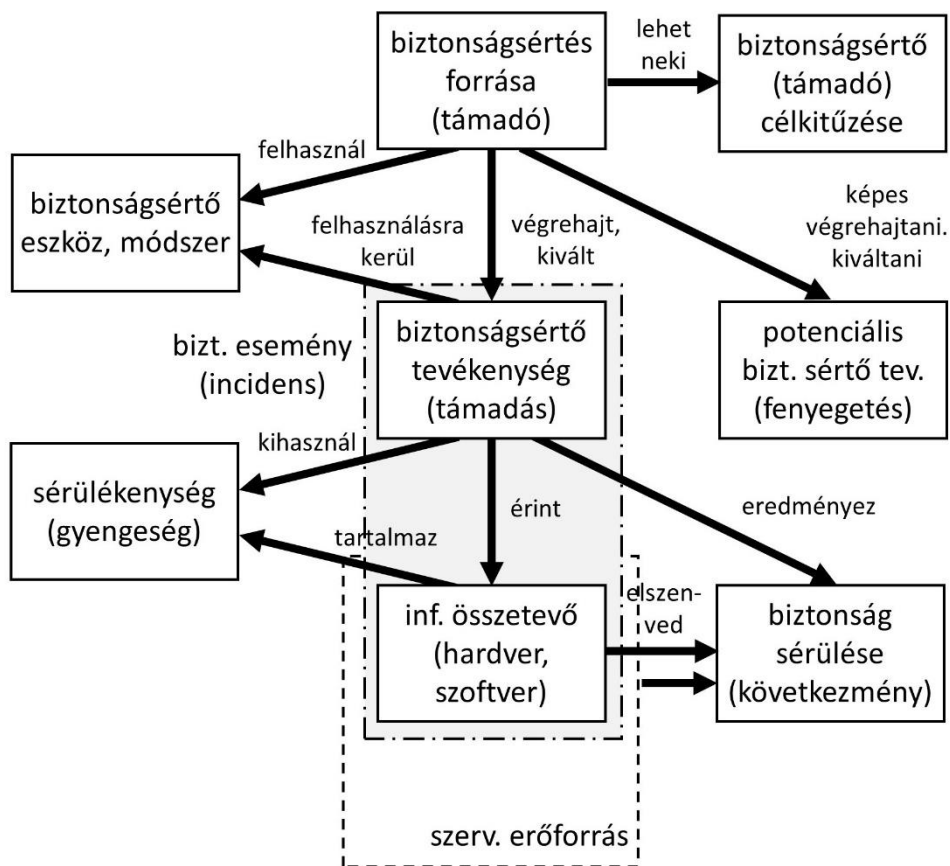 biztonságsértés
forrása
(támadó)
lehet
neki
biztonságsértő
(támadó)
célkitűzése
felhasznál
biztonságsértő
eszköz, módszer
felhasználásra
kerül
végrehajt,
kivált
képes
végrehajtani.
kiváltani
bizt. esemény
(incidens)
biztonságsértő
tevékenység
(támadás)
potenciális
bizt. sértő tev.
(fenyegetés)
kihasznál
sérülékenység
(gyengeség)
érint
eredményez
tartalmaz
inf. összetevő
(hardver,
szoftver)
elszen-
ved
biztonság
sérülése
(következmény)
szerv. erőforrás